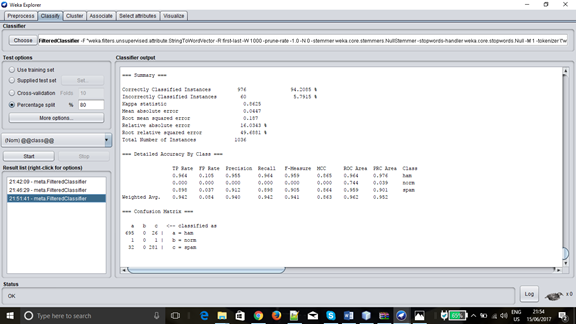 Weka Explorer
Preprocess Classify Cluster Associate Select attributes Visualize
Classifier
Choose FilteredClassifier -F "weka.filters.unsupervised.attribute.StringToWordVector -R first-last -W 1000 -prune-rate -1.0 -N 0 -stemmer weka.core.stemmers.NullStemmer -stopwords-handler weka.core.stopwords.Null -M 1 -tokenizer
Test options
Use training set
Supplied test set Set...
Cross-validation Folds 10
Percentage split % 80
More options...
(Nom) @@class@@
Start Stop
Result list (right-click for options)
21:42:09 - meta.FilteredClassifier
21:46:29 - meta.FilteredClassifier
21:51:41 - meta.FilteredClassifier
Classifier output
=== Summary ===
Correctly Classified Instances 976 94.2085 %
Incorrectly Classified Instances 60 5.7915 %
Kappa statistic 0.8625
Mean absolute error 0.0447
Root mean squared error 0.187
Relative absolute error 16.0343 %
Root relative squared error 49.6551 %
Total Number of Instances 1036
=== Detailed Accuracy By Class ===
TP Rate FP Rate Precision Recall F-Measure MCC ROC Area PRC Area Class
0.964 0.105 0.955 0.964 0.959 0.865 0.964 0.976 ham
0.000 0.000 0.000 0.000 0.000 0.000 0.744 0.039 norm
0.898 0.037 0.912 0.898 0.905 0.864 0.959 0.901 spam
Weighted Avg. 0.942 0.084 0.940 0.942 0.941 0.863 0.962 0.952
=== Confusion Matrix ===
a b c <-- classified as
695 0 26 | a = ham
1 0 1 | b = norm
32 0 281 | c = spam
Status
OK
Log x 0
Type here to search
69%
ENG
US
21:54
15/06/2017